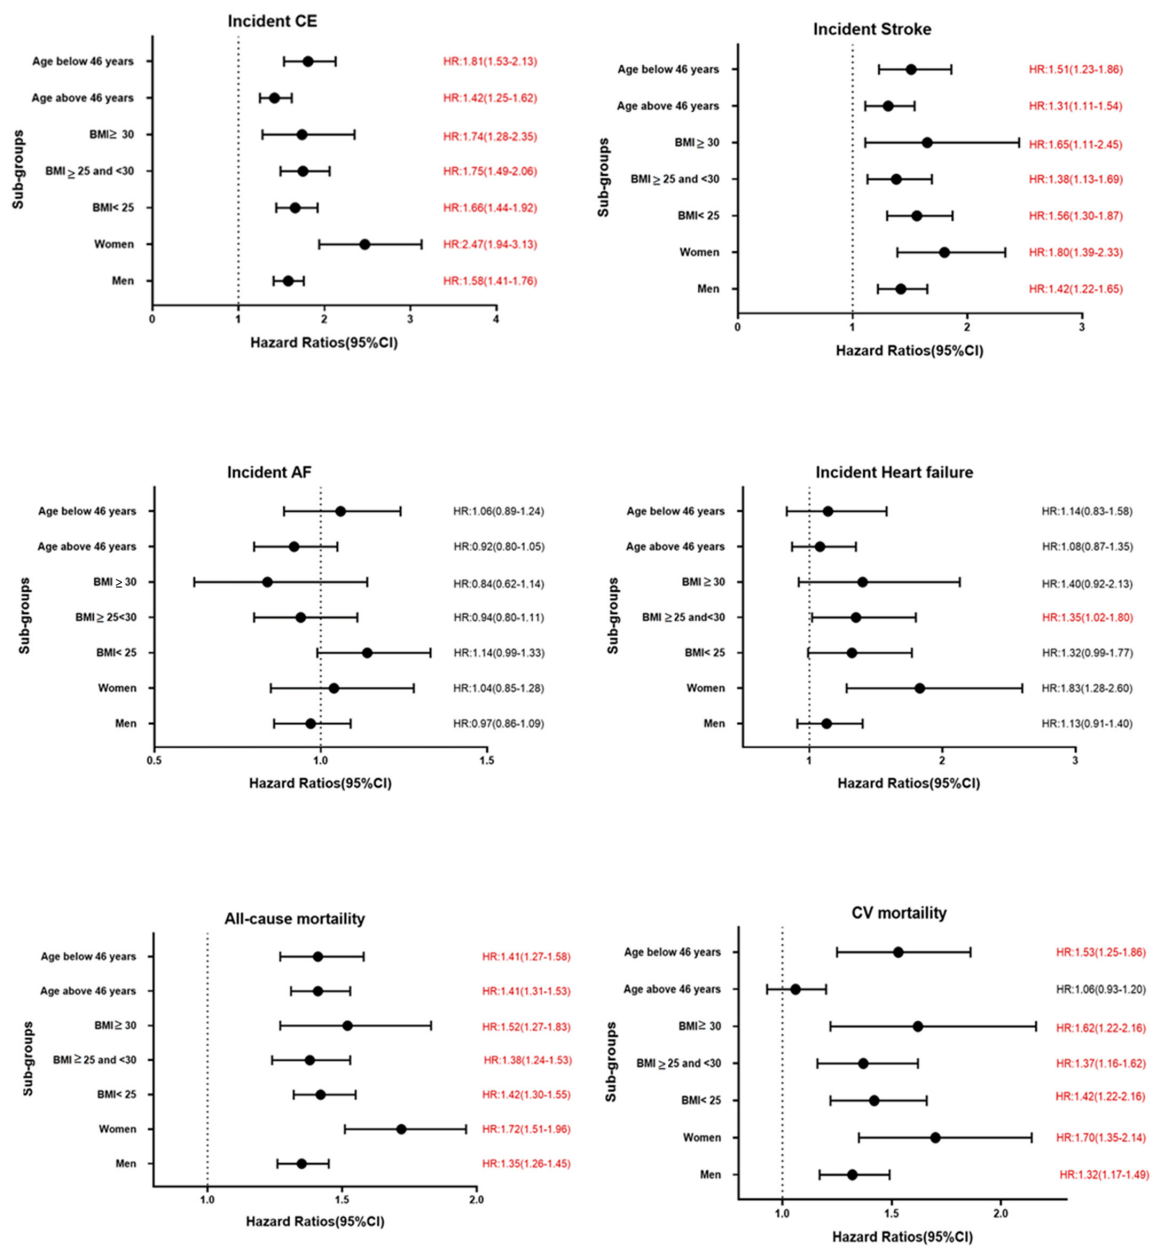 Incident CE
Sub-groups
Age below 46 years HR:1.81(1.53-2.13)
Age above 46 years HR:1.42(1.25-1.62)
BMI≥ 30 HR:1.74(1.28-2.35)
BMI ≥ 25 and <30 HR:1.75(1.49-2.06)
BMI< 25 HR:1.66(1.44-1.92)
Women HR:2.47(1.94-3.13)
Men HR:1.58(1.41-1.76)
0 1 2 3 4
Hazard Ratios(95%CI)
Incident Stroke
Sub-groups
Age below 46 years HR:1.51(1.23-1.86)
Age above 46 years HR:1.31(1.11-1.54)
BMI ≥ 30 HR:1.65(1.11-2.45)
BMI ≥ 25 and <30 HR:1.38(1.13-1.69)
BMI< 25 HR:1.56(1.30-1.87)
Women HR:1.80(1.39-2.33)
Men HR:1.42(1.22-1.65)
0 1 2 3
Hazard Ratios(95%CI)
Incident AF
Sub-groups
Age below 46 years HR:1.06(0.89-1.24)
Age above 46 years HR:0.92(0.80-1.05)
BMI ≥ 30 HR:0.84(0.62-1.14)
BMI ≥ 25<30 HR:0.94(0.80-1.11)
BMI< 25 HR:1.14(0.99-1.33)
Women HR:1.04(0.85-1.28)
Men HR:0.97(0.86-1.09)
0.5 1.0 1.5
Hazard Ratios(95%CI)
Incident Heart failure
Sub-groups
Age below 46 years HR:1.14(0.83-1.58)
Age above 46 years HR:1.08(0.87-1.35)
BMI ≥ 30 HR:1.40(0.92-2.13)
BMI ≥ 25 and<30 HR:1.35(1.02-1.80)
BMI< 25 HR:1.32(0.99-1.77)
Women HR:1.83(1.28-2.60)
Men HR:1.13(0.91-1.40)
1 2 3
Hazard Ratios(95%CI)
All-cause mortaility
Sub-groups
Age below 46 years HR:1.41(1.27-1.58)
Age above 46 years HR:1.41(1.31-1.53)
BMI≥ 30 HR:1.52(1.27-1.83)
BMI ≥ 25 and <30 HR:1.38(1.24-1.53)
BMI< 25 HR:1.42(1.30-1.55)
Women HR:1.72(1.51-1.96)
Men HR:1.35(1.26-1.45)
1.0 1.5 2.0
Hazard Ratios(95%CI)
CV mortaility
Sub-groups
Age below 46 years HR:1.53(1.25-1.86)
Age above 46 years HR:1.06(0.93-1.20)
BMI≥ 30 HR:1.62(1.22-2.16)
BMI ≥ 25 and <30 HR:1.37(1.16-1.62)
BMI< 25 HR:1.42(1.22-2.16)
Women HR:1.70(1.35-2.14)
Men HR:1.32(1.17-1.49)
1.0 1.5 2.0
Hazard Ratios(95%CI)